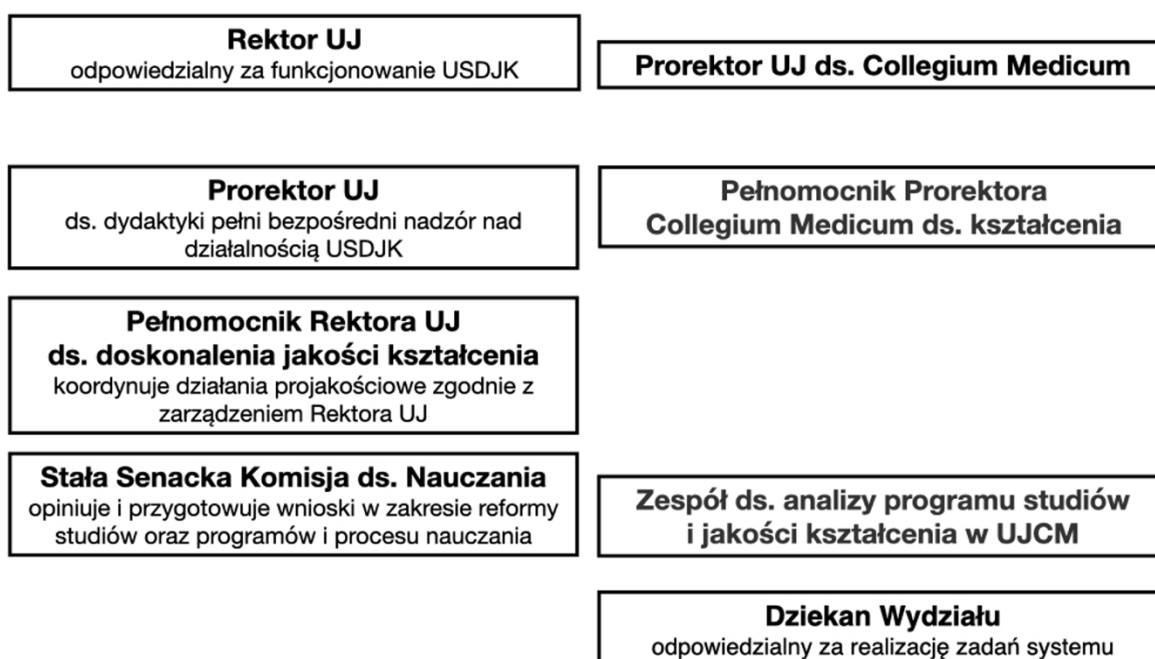 Rektor UJ
odpowiedzialny za funkcjonowanie USDJK
Prorektor UJ ds. Collegium Medicum
Prorektor UJ
ds. dydaktyki pełni bezpośredni nadzór nad
działalnością USDJK
Pełnomocnik Prorektora
Collegium Medicum ds. kształcenia
Pełnomocnik Rektora UJ
ds. doskonalenia jakości kształcenia
koordynuje działania projakościowe zgodnie z
zarządzeniem Rektora UJ
Stała Senacka Komisja ds. Nauczania
opiniuje i przygotowuje wnioski w zakresie reformy
studiów oraz programów i procesu nauczania
Zespół ds. analizy programu studiów
i jakości kształcenia w UJCM
Dziekan Wydziału
odpowiedzialny za realizację zadań systemu